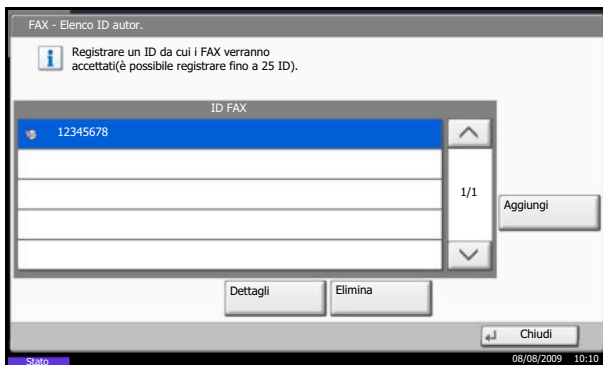 FAX - Elenco ID autor.
Registrare un ID da cui i FAX verranno
accettati(è possibile registrare fino a 25 ID).
ID FAX
12345678
1/1
Aggiungi
Dettagli
Elimina
Chiudi
Stato
08/08/2009 10:10